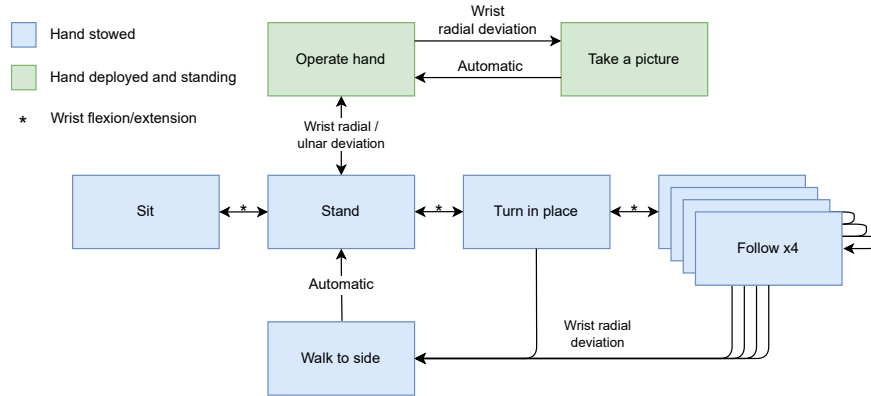 Hand stowed
Hand deployed and standing
* Wrist flexion/extension
Operate hand
Wrist
radial deviation
Automatic
Take a picture
Wrist radial /
ulnar deviation
Sit
*
Stand
*
Turn in place
*
Follow x4
Automatic
Walk to side
Wrist radial
deviation